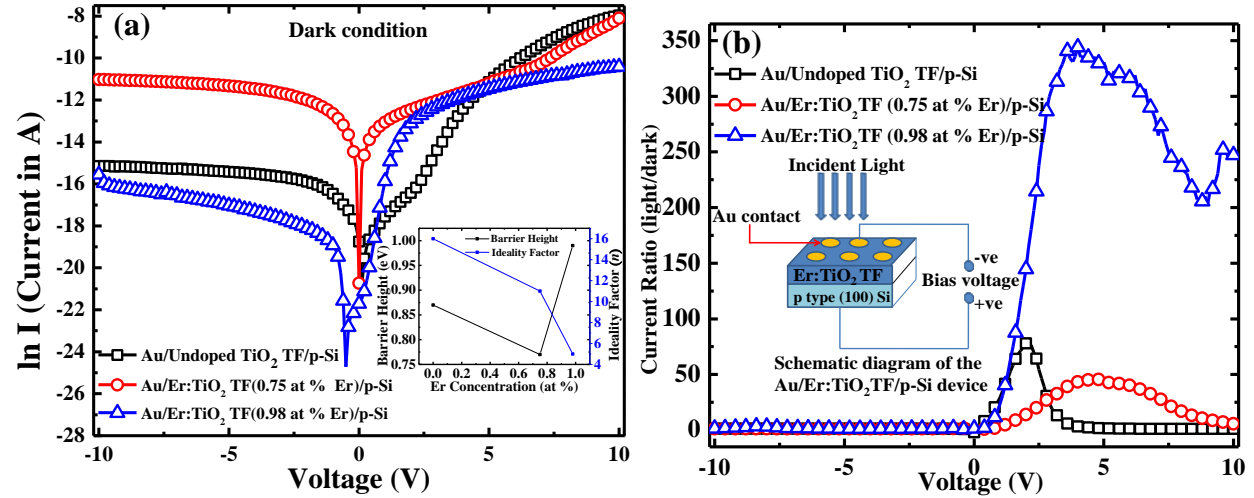 (a)
Dark condition
ln I (Current in A)
-8
-10
-12
-14
-16
-18
-20
-22
-24
-26
-28
-10
-5
0
5
10
Voltage (V)
Au/Undoped TiO₂ TF/p-Si
Au/Er:TiO₂ TF(0.75 at % Er)/p-Si
Au/Er:TiO₂ TF(0.98 at % Er)/p-Si
Barrier Height
Ideality Factor
Barrier Height (eV)
1.00
0.95
0.90
0.85
0.80
0.75
Ideality Factor (n)
16
14
12
10
8
6
4
0.0
0.2
0.4
0.6
0.8
1.0
Er Concentration (at %)
(b)
Au/Undoped TiO₂ TF/p-Si
Au/Er:TiO₂TF (0.75 at % Er)/p-Si
Au/Er:TiO₂TF (0.98 at % Er)/p-Si
Current Ratio (light/dark)
350
300
250
200
150
100
50
0
-10
-5
0
5
10
Voltage (V)
Incident Light
Au contact
Er:TiO₂ TF
p type (100) Si
-ve
Bias voltage
+ve
Schematic diagram of the
Au/Er:TiO₂TF/p-Si device